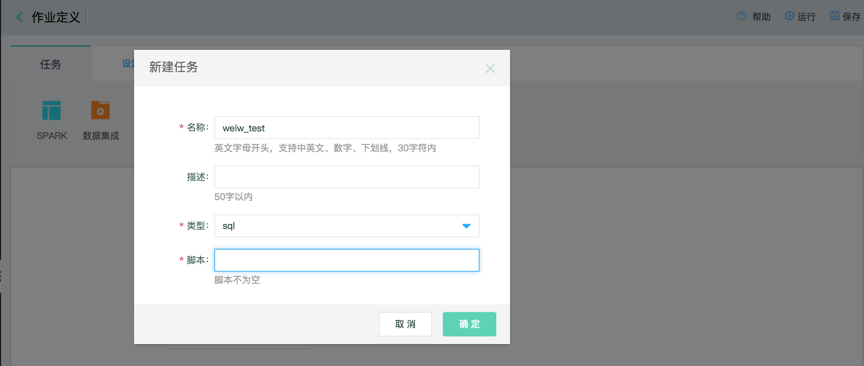 作业定义
帮助
运行
保存
任务
SPARK
数据集成
新建任务
* 名称:
weiw_test
英文字母开头，支持中英文、数字、下划线，30字符内
描述:
50字以内
* 类型:
sql
* 脚本:
脚本不为空
取 消
确 定